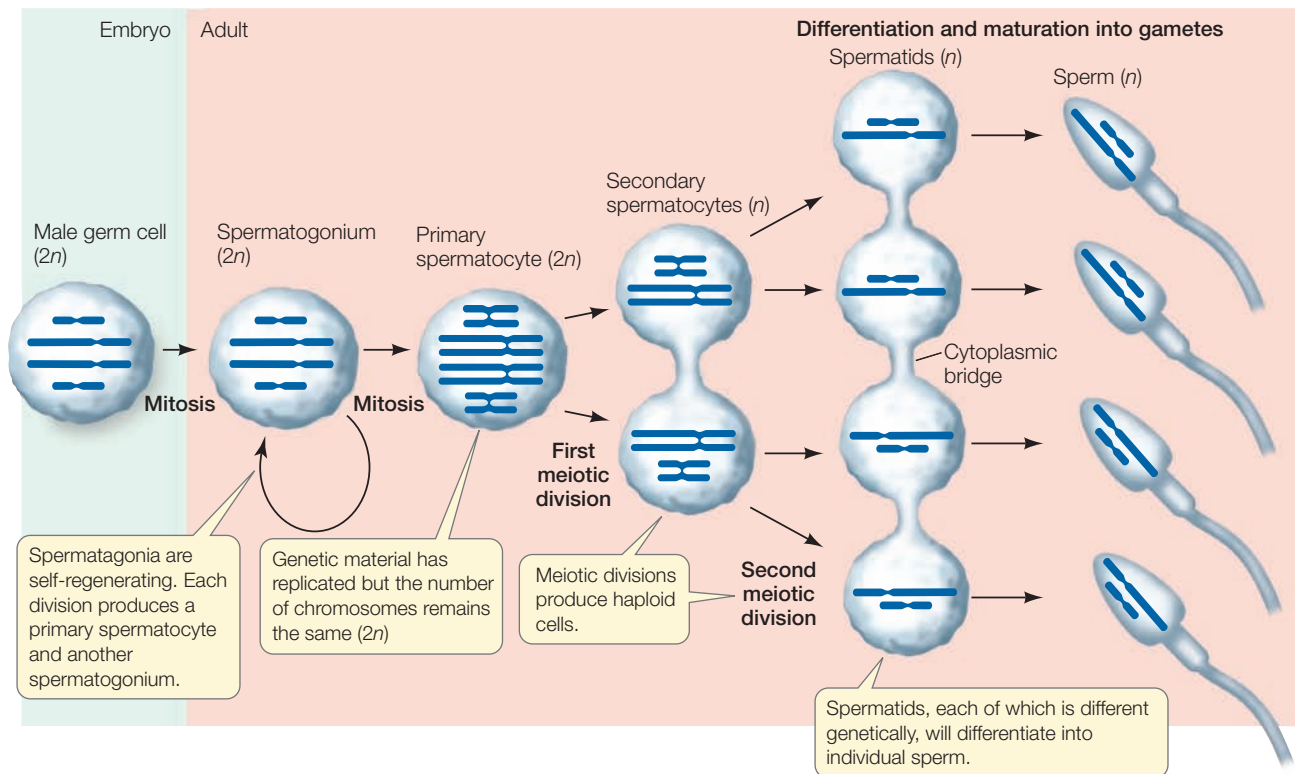 Embryo
Adult
Differentiation and maturation into gametes
Spermatids (n)
Sperm (n)
Secondary
spermatocytes (n)
Male germ cell
(2n)
Spermatogonium
(2n)
Primary
spermatocyte (2n)
Cytoplasmic
bridge
Mitosis
Mitosis
First
meiotic
division
Second
meiotic
division
Spermatagonia are
self-regenerating. Each
division produces a
primary spermatocyte
and another
spermatogonium.
Genetic material has
replicated but the number
of chromosomes remains
the same (2n)
Meiotic divisions
produce haploid
cells.
Spermatids, each of which is different
genetically, will differentiate into
individual sperm.